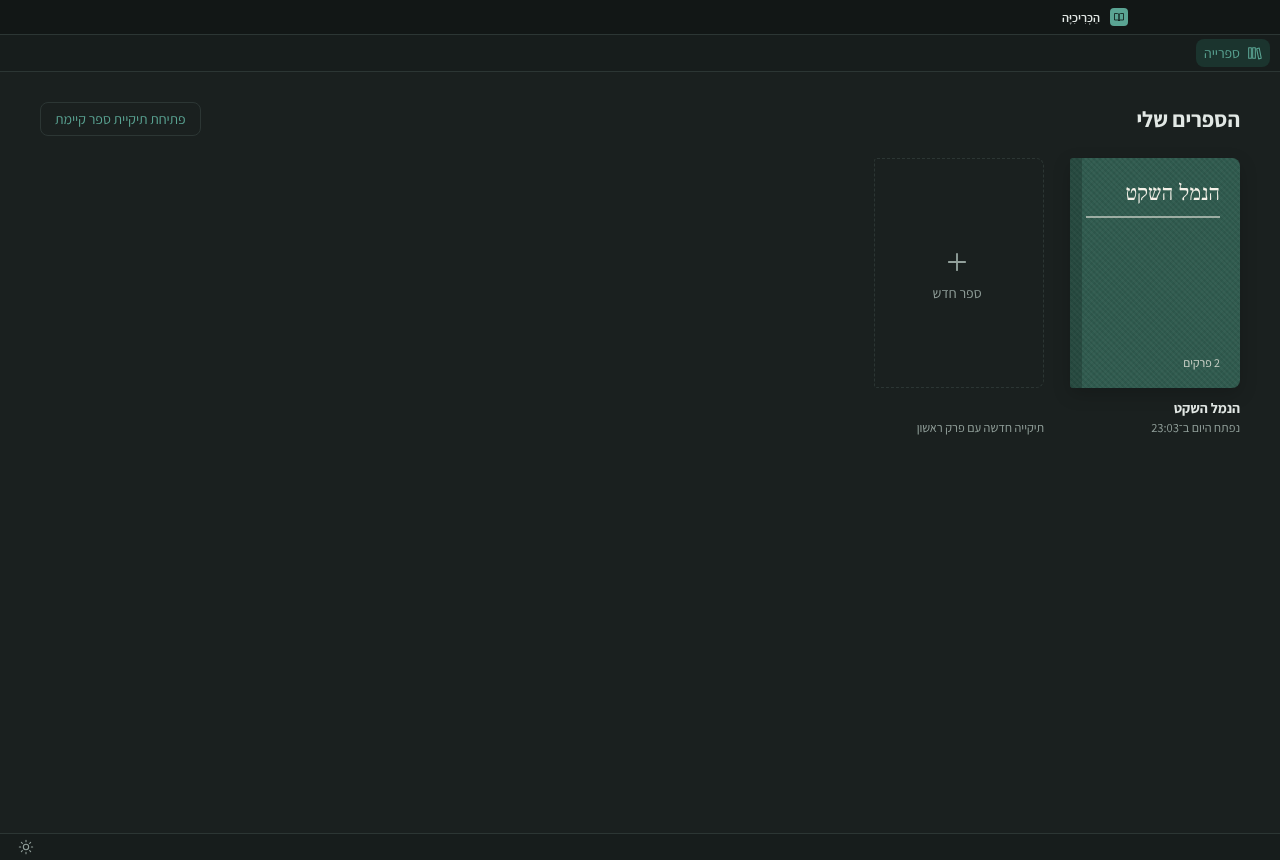 הַכְּרִיכִיָּה
ספרייה
הספרים שלי
פתיחת תיקיית ספר קיימת
הנמל השקט
2 פרקים
הנמל השקט
נפתח היום ב־23:03
ספר חדש
תיקייה חדשה עם פרק ראשון